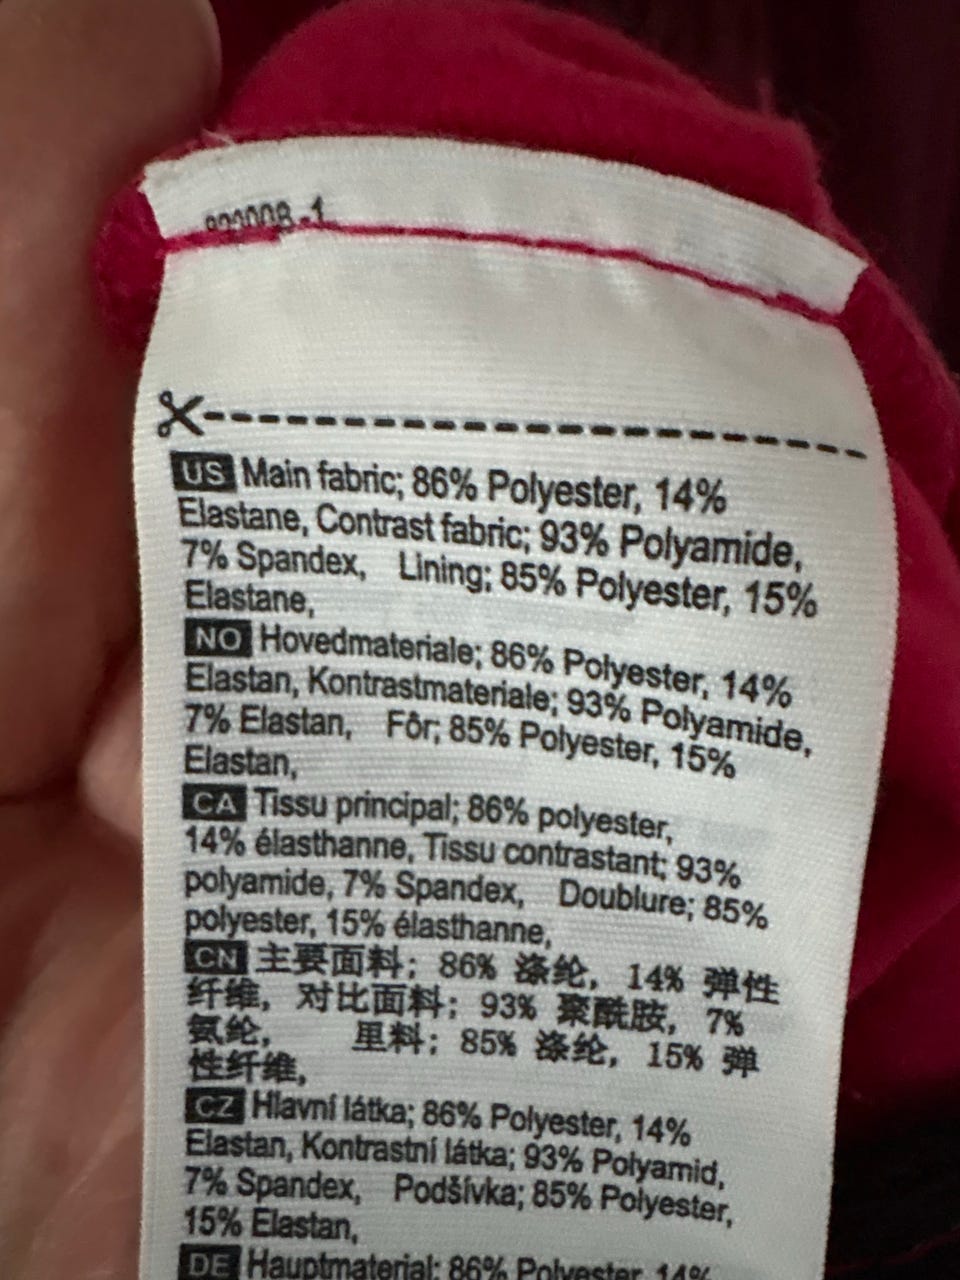 US Main fabric; 86% Polyester, 14%
Elastane, Contrast fabric; 93% Polyamide,
7% Spandex, Lining; 85% Polyester, 15%
Elastane,
NO Hovedmateriale; 86% Polyester, 14%
Elastan, Kontrastmateriale; 93% Polyamide,
7% Elastan, Fôr; 85% Polyester, 15%
Elastan,
CA Tissu principal; 86% polyester,
14% élasthanne, Tissu contrastant; 93%
polyamide, 7% Spandex, Doublure; 85%
polyester, 15% élasthanne,
CN 主要面料; 86% 涤纶, 14% 弹性
纤维, 对比面料; 93% 聚酰胺, 7%
氨纶, 里料; 85% 涤纶, 15% 弹
性纤维,
CZ Hlavní látka; 86% Polyester, 14%
Elastan, Kontrastní látka; 93% Polyamid,
7% Spandex, Podšívka; 85% Polyester,
15% Elastan,
DE Hauptmaterial; 86% Polyester, 14%